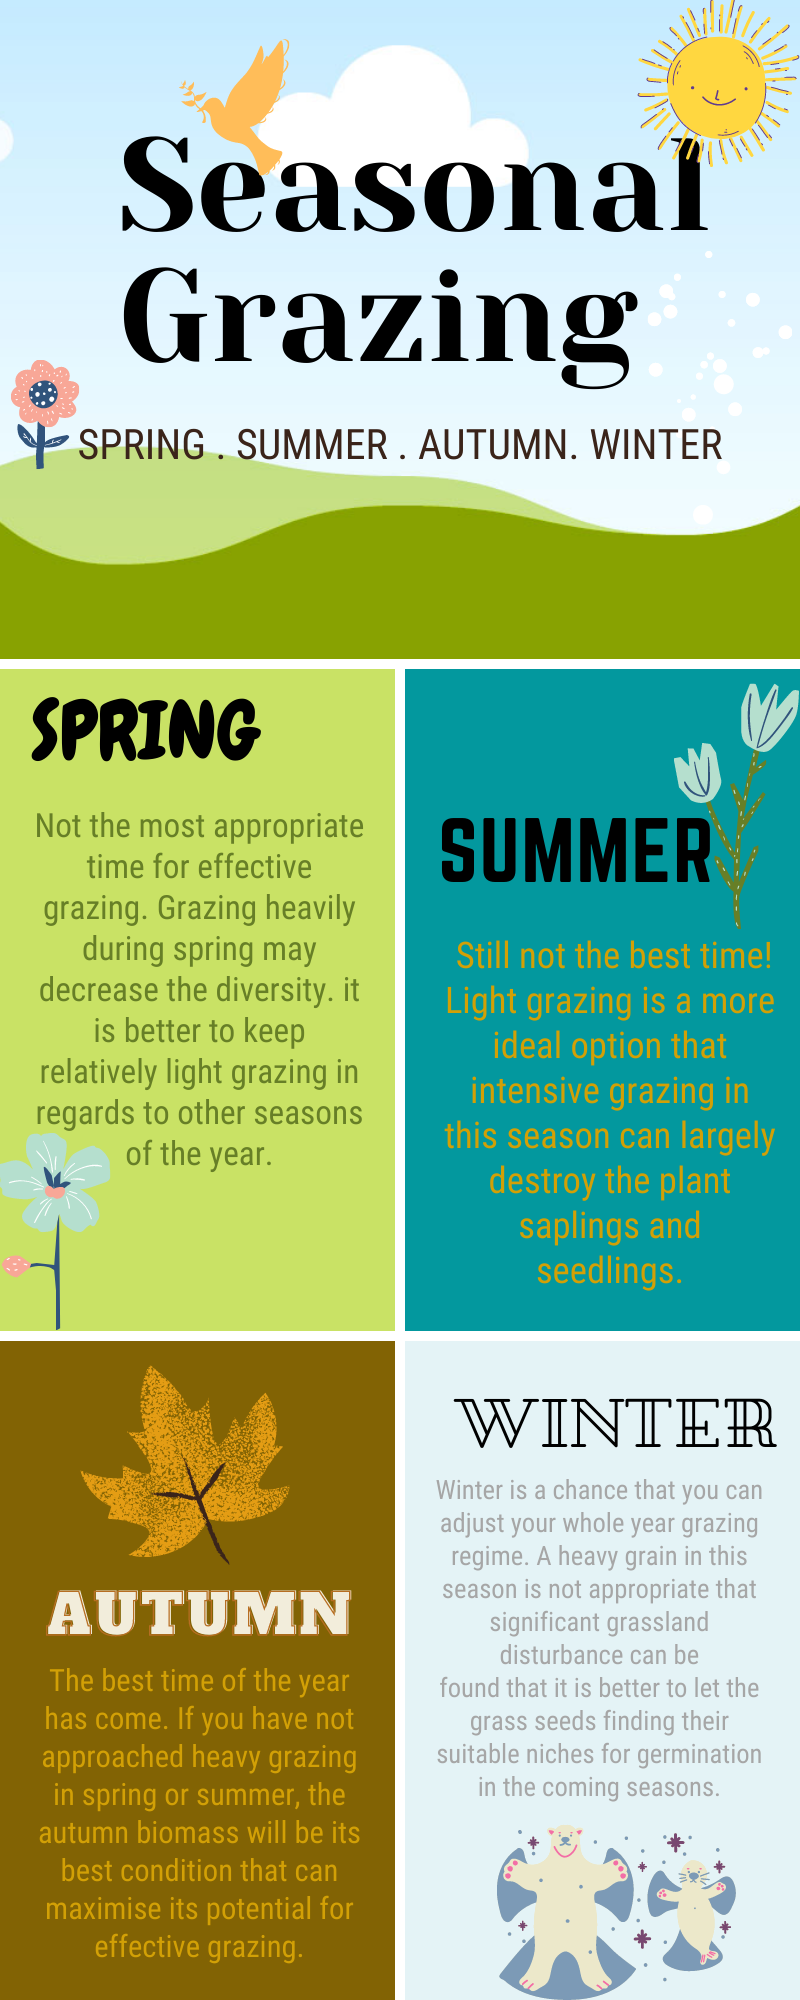 Seasonal
Grazing
SPRING . SUMMER . AUTUMN. WINTER
SPRING
Not the most appropriate
time for effective
grazing. Grazing heavily
during spring may
decrease the diversity. it
is better to keep
relatively light grazing in
regards to other seasons
of the year.
SUMMER
Still not the best time!
Light grazing is a more
ideal option that
intensive grazing in
this season can largely
destroy the plant
saplings and
seedlings.
AUTUMN
The best time of the year
has come. If you have not
approached heavy grazing
in spring or summer, the
autumn biomass will be its
best condition that can
maximise its potential for
effective grazing.
WINTER
Winter is a chance that you can
adjust your whole year grazing
regime. A heavy grain in this
season is not appropriate that
significant grassland
disturbance can be
found that it is better to let the
grass seeds finding their
suitable niches for germination
in the coming seasons.